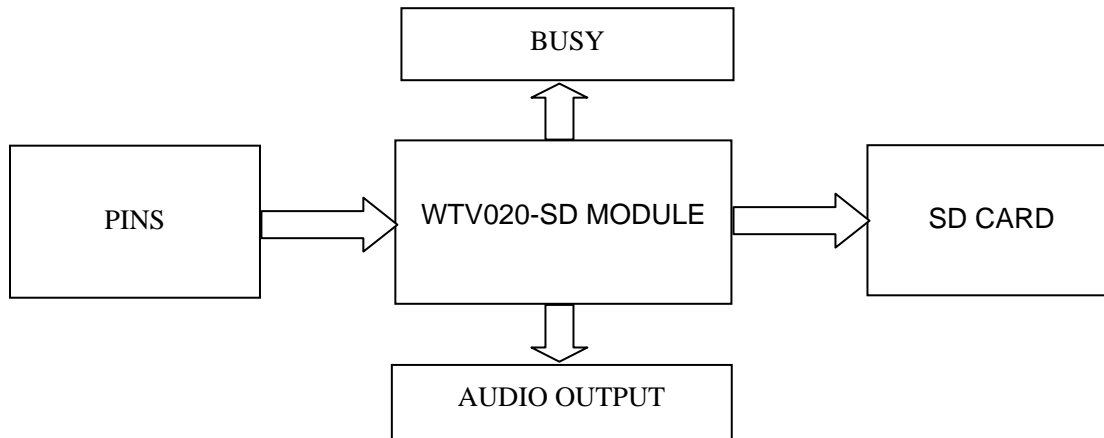 BUSY
PINS
WTV020-SD MODULE
SD CARD
AUDIO OUTPUT